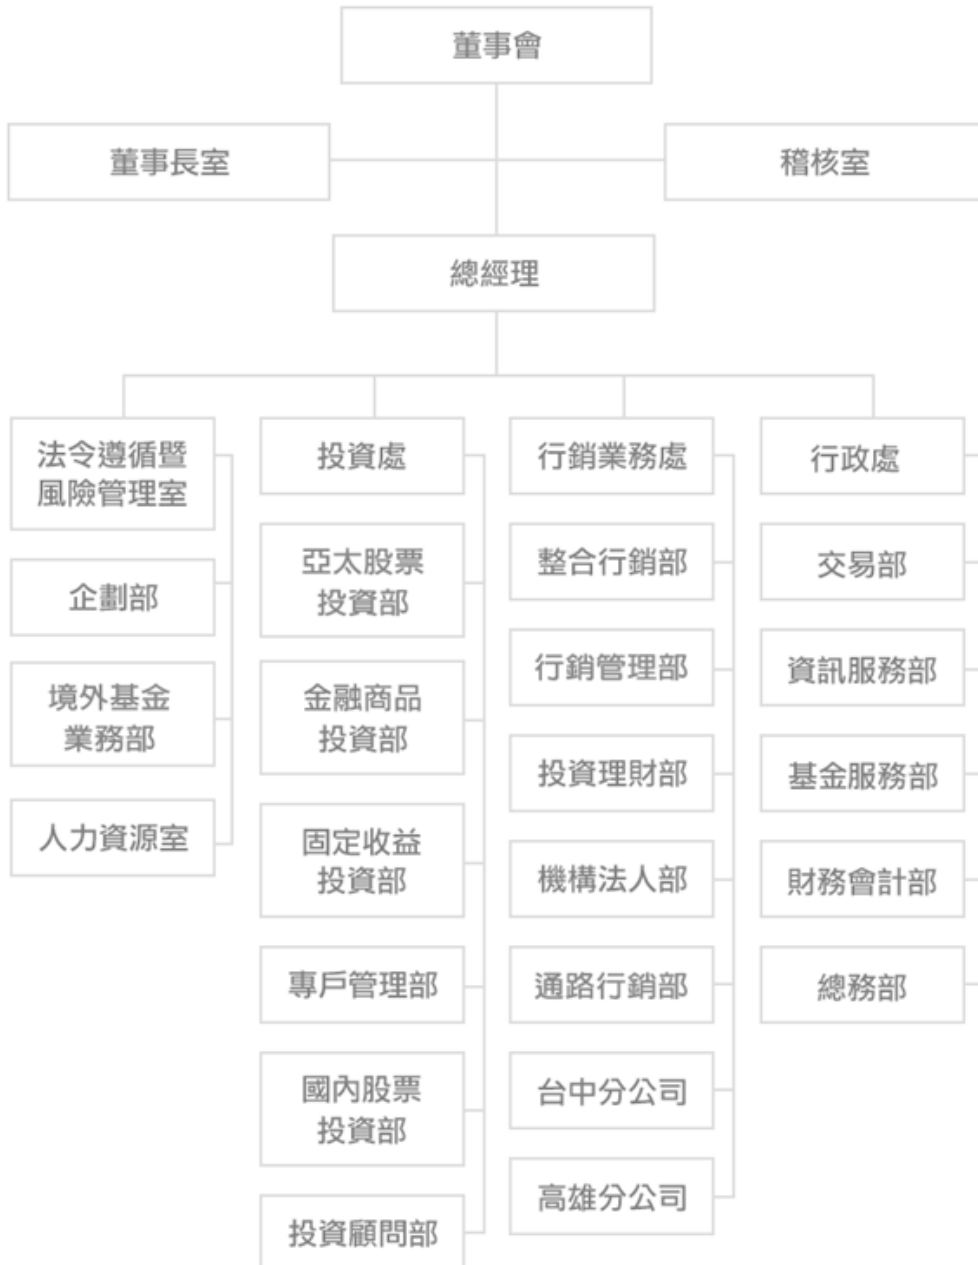 董事會
董事長室
稽核室
總經理
法令遵循暨
風險管理室
企劃部
境外基金
業務部
人力資源室
投資處
亞太股票
投資部
金融商品
投資部
固定收益
投資部
專戶管理部
國內股票
投資部
投資顧問部
行銷業務處
整合行銷部
行銷管理部
投資理財部
機構法人部
通路行銷部
台中分公司
高雄分公司
行政處
交易部
資訊服務部
基金服務部
財務會計部
總務部